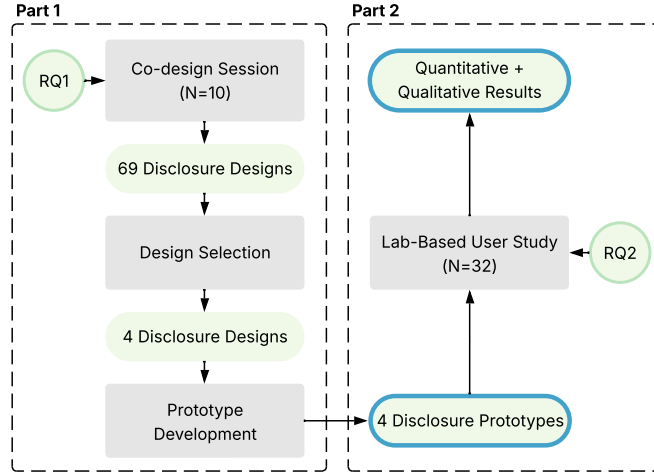 Part 1
RQ1
Co-design Session
(N=10)
69 Disclosure Designs
Design Selection
4 Disclosure Designs
Prototype
Development
Part 2
Quantitative +
Qualitative Results
Lab-Based User Study
(N=32)
RQ2
4 Disclosure Prototypes